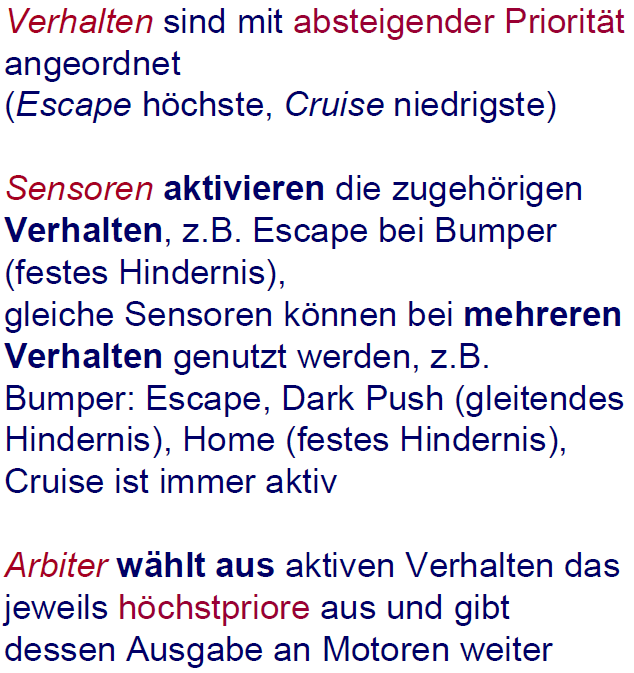 Verhalten sind mit absteigender Priorität
angeordnet
(Escape höchste, Cruise niedrigste)
Sensoren aktivieren die zugehörigen
Verhalten, z.B. Escape bei Bumper
(festes Hindernis),
gleiche Sensoren können bei mehreren
Verhalten genutzt werden, z.B.
Bumper: Escape, Dark Push (gleitendes
Hindernis), Home (festes Hindernis),
Cruise ist immer aktiv
Arbiter wählt aus aktiven Verhalten das
jeweils höchstpriore aus und gibt
dessen Ausgabe an Motoren weiter